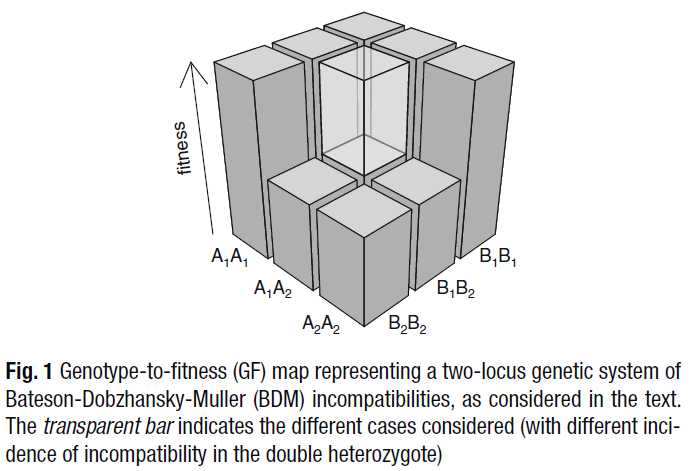 fitness
A₁A₁
A₁A₂
A₂A₂
B₂B₂
B₁B₂
B₁B₁
Fig. 1 Genotype-to-fitness (GF) map representing a two-locus genetic system of
Bateson-Dobzhansky-Muller (BDM) incompatibilities, as considered in the text.
The transparent bar indicates the different cases considered (with different inci-
dence of incompatibility in the double heterozygote)